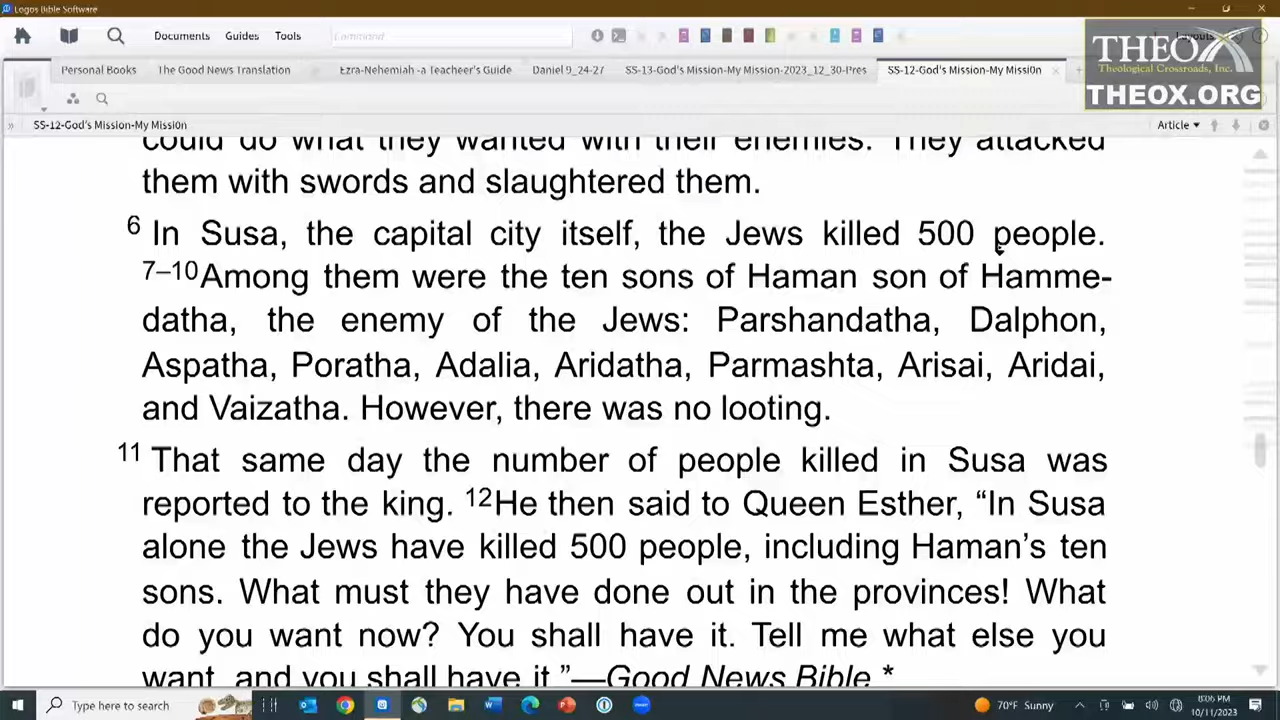 Logos Bible Software
Documents Guides Tools Command
THEOX
Theological Crossroads, Inc.
THEOX.ORG
Personal Books The Good News Translation Daniel 9_24-27 SS-13-God's Mission-My Mission-2023_12_30-Pres SS-12-God's Mission-My Missi0n
» SS-12-God's Mission-My Missi0n Article
could do what they wanted with their enemies. They attacked
them with swords and slaughtered them.
6 In Susa, the capital city itself, the Jews killed 500 people.
7–10 Among them were the ten sons of Haman son of Hamme-
datha, the enemy of the Jews: Parshandatha, Dalphon,
Aspatha, Poratha, Adalia, Aridatha, Parmashta, Arisai, Aridai,
and Vaizatha. However, there was no looting.
11 That same day the number of people killed in Susa was
reported to the king. 12 He then said to Queen Esther, “In Susa
alone the Jews have killed 500 people, including Haman’s ten
sons. What must they have done out in the provinces! What
do you want now? You shall have it. Tell me what else you
want, and you shall have it.”—Good News Bible *
Type here to search 70°F Sunny 8:06 PM
10/11/2023